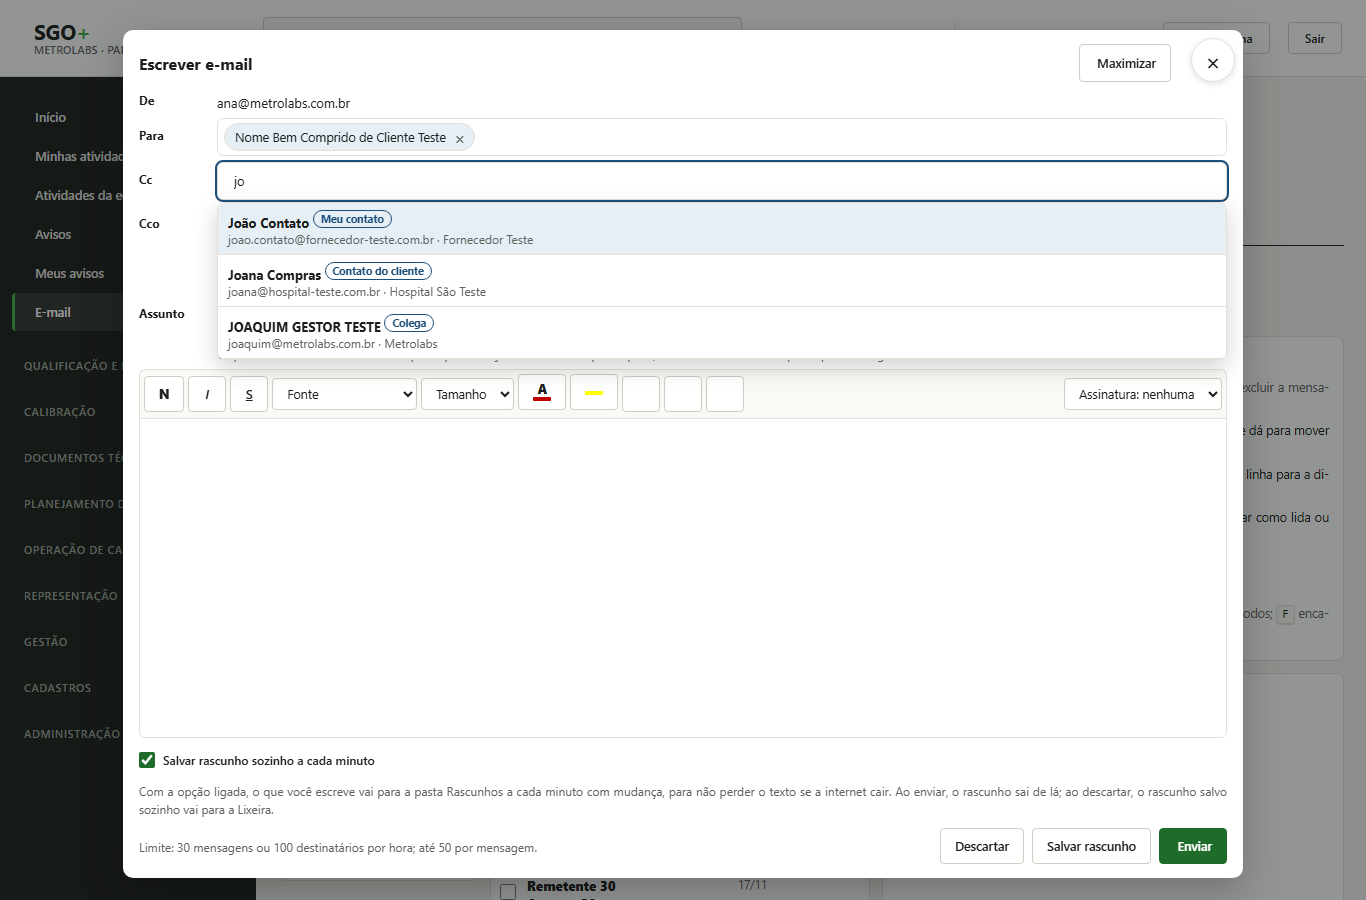 SGO+
METROLABS · PAI
Sair
Escrever e-mail
Maximizar
×
De
ana@metrolabs.com.br
Para
Nome Bem Comprido de Cliente Teste ×
Cc
jo
Cco
João Contato Meu contato
joao.contato@fornecedor-teste.com.br · Fornecedor Teste
Joana Compras Contato do cliente
joana@hospital-teste.com.br · Hospital São Teste
JOAQUIM GESTOR TESTE Colega
joaquim@metrolabs.com.br · Metrolabs
Assunto
N I S Fonte Tamanho A Assinatura: nenhuma
Salvar rascunho sozinho a cada minuto
Com a opção ligada, o que você escreve vai para a pasta Rascunhos a cada minuto com mudança, para não perder o texto se a internet cair. Ao enviar, o rascunho sai de lá; ao descartar, o rascunho salvo
sozinho vai para a Lixeira.
Limite: 30 mensagens ou 100 destinatários por hora; até 50 por mensagem.
Descartar
Salvar rascunho
Enviar
Início
Minhas atividad
Atividades da e
Avisos
Meus avisos
E-mail
QUALIFICAÇÃO E
CALIBRAÇÃO
DOCUMENTOS TÉC
PLANEJAMENTO D
OPERAÇÃO DE CA
REPRESENTAÇÃO
GESTÃO
CADASTROS
ADMINISTRAÇÃO
excluir a mensa-
e dá para mover
linha para a di-
ar como lida ou
odos; F enca-
Remetente 30
17/11